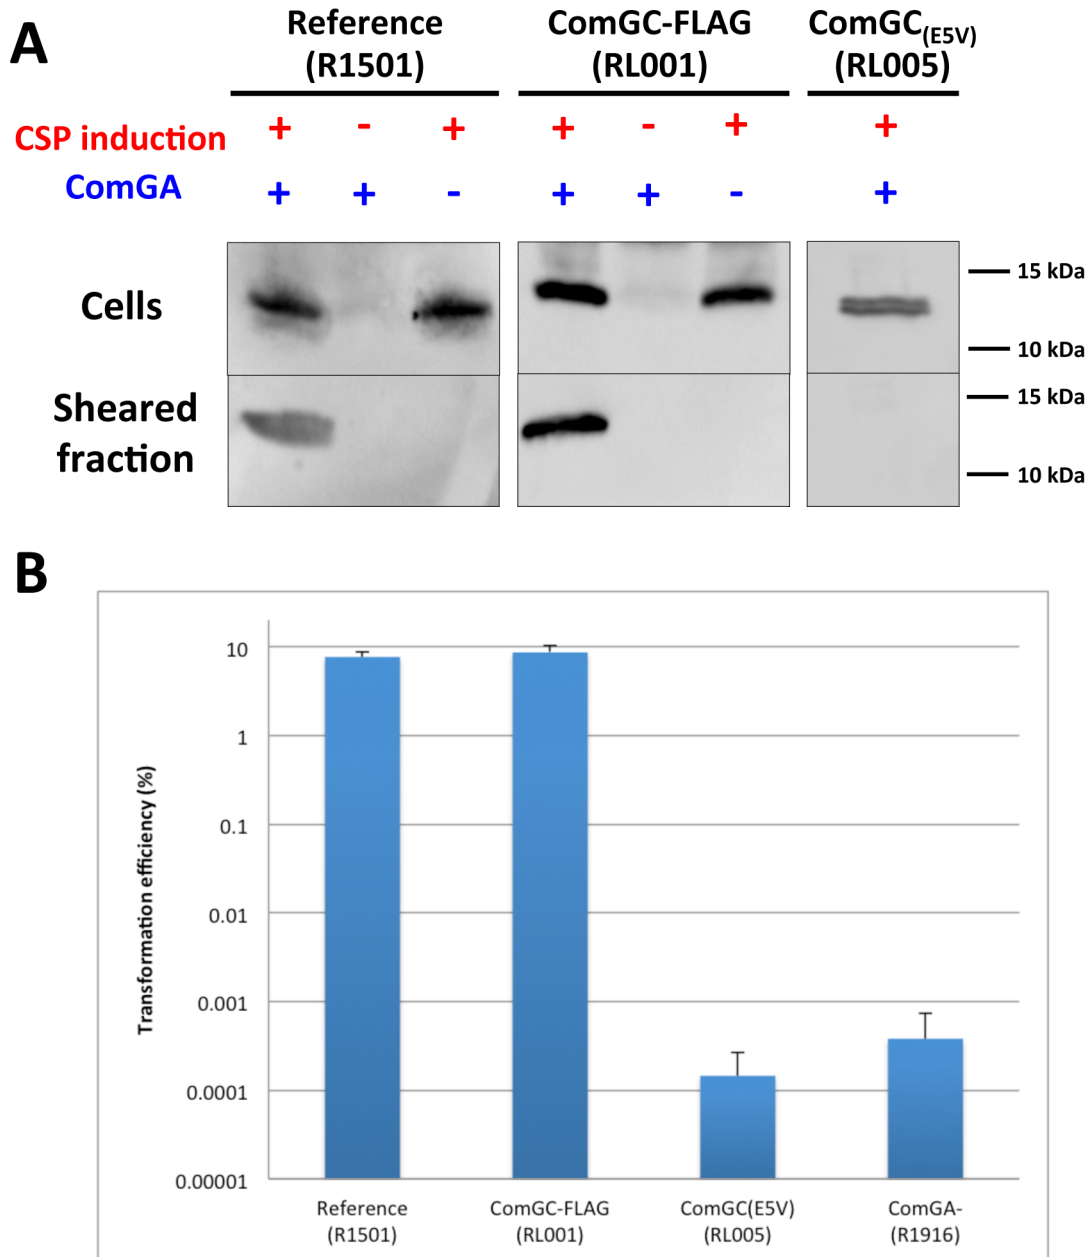 A
Reference
(R1501)
ComGC-FLAG
(RL001)
ComGC(E5V)
(RL005)
CSP induction + - + + - + +
ComGA + + - + + - +
Cells
15 kDa
10 kDa
Sheared
fraction
15 kDa
10 kDa
B
Transformation efficiency (%)
10
1
0.1
0.01
0.001
0.0001
0.00001
Reference
(R1501)
ComGC-FLAG
(RL001)
ComGC(E5V)
(RL005)
ComGA-
(R1916)